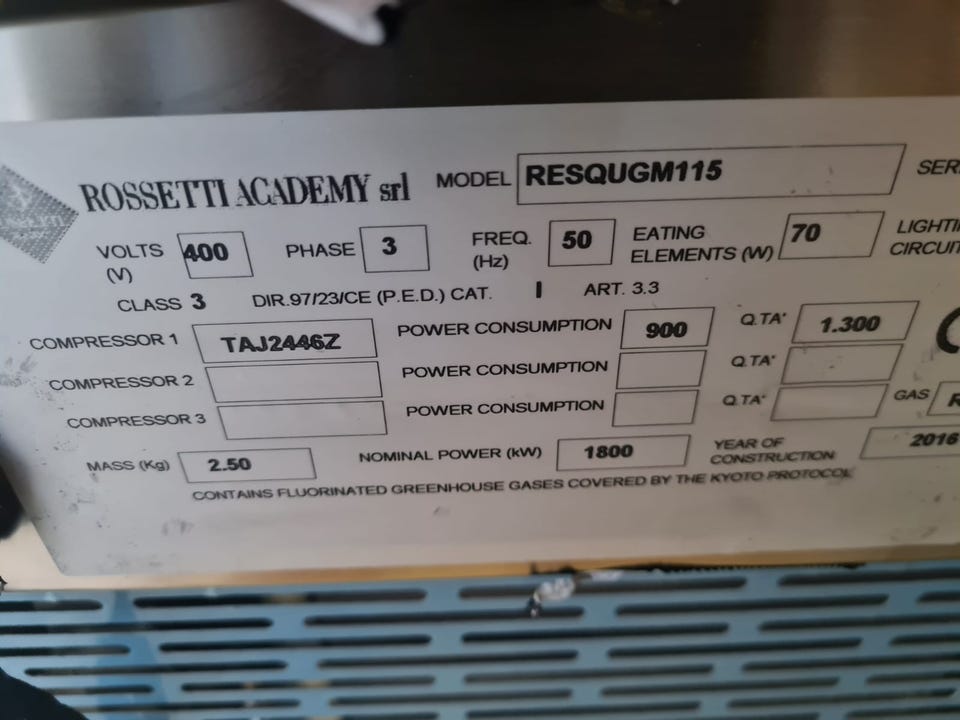 ROSSETTI ACADEMY srl MODEL RESQUGM115
VOLTS (V) 400 PHASE 3 FREQ. (Hz) 50 EATING ELEMENTS (W) 70
CLASS 3 DIR.97/23/CE (P.E.D.) CAT. I ART. 3.3
COMPRESSOR 1 TAJ2446Z POWER CONSUMPTION 900 Q.TA' 1.300
COMPRESSOR 2 POWER CONSUMPTION Q.TA'
COMPRESSOR 3 POWER CONSUMPTION Q.TA' GAS
MASS (Kg) 2.50 NOMINAL POWER (kW) 1800 YEAR OF CONSTRUCTION 2016
CONTAINS FLUORINATED GREENHOUSE GASES COVERED BY THE KYOTO PROTOCOL